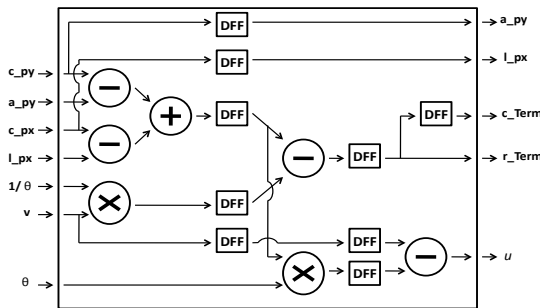 DFF
a_py
DFF
l_px
c_py
a_py
DFF
DFF
c_Term
c_px
DFF
r_Term
l_px
1/ θ
DFF
v
DFF
DFF
u
DFF
θ